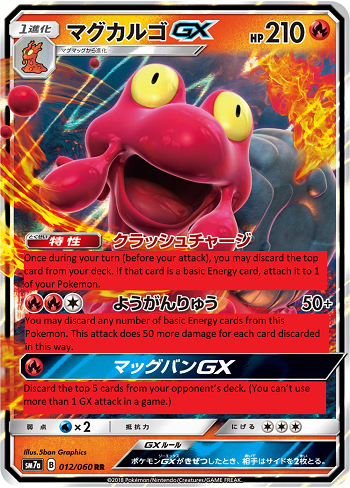 1進化 マグカルゴGX HP 210
マグマッグから進化
とくせい
特性 クラッシュチャージ
Once during your turn (before your attack), you may discard the top
card from your deck. If that card is a basic Energy card, attach it to 1
of your Pokemon.
ようがんりゅう 50+
You may discard any number of basic Energy cards from this
Pokemon. This attack does 50 more damage for each card discarded
in this way.
マッグバンGX
Discard the top 5 cards from your opponent's deck. (You can't use
more than 1 GX attack in a game.)
弱点 ×2 抵抗力 にげる
Illus.5ban Graphics
GXルール
sm7a B 012/060 RR
ポケモンGXがきぜつしたとき、相手はサイドを2枚とる。
©2018 Pokémon/Nintendo/Creatures/GAME FREAK.